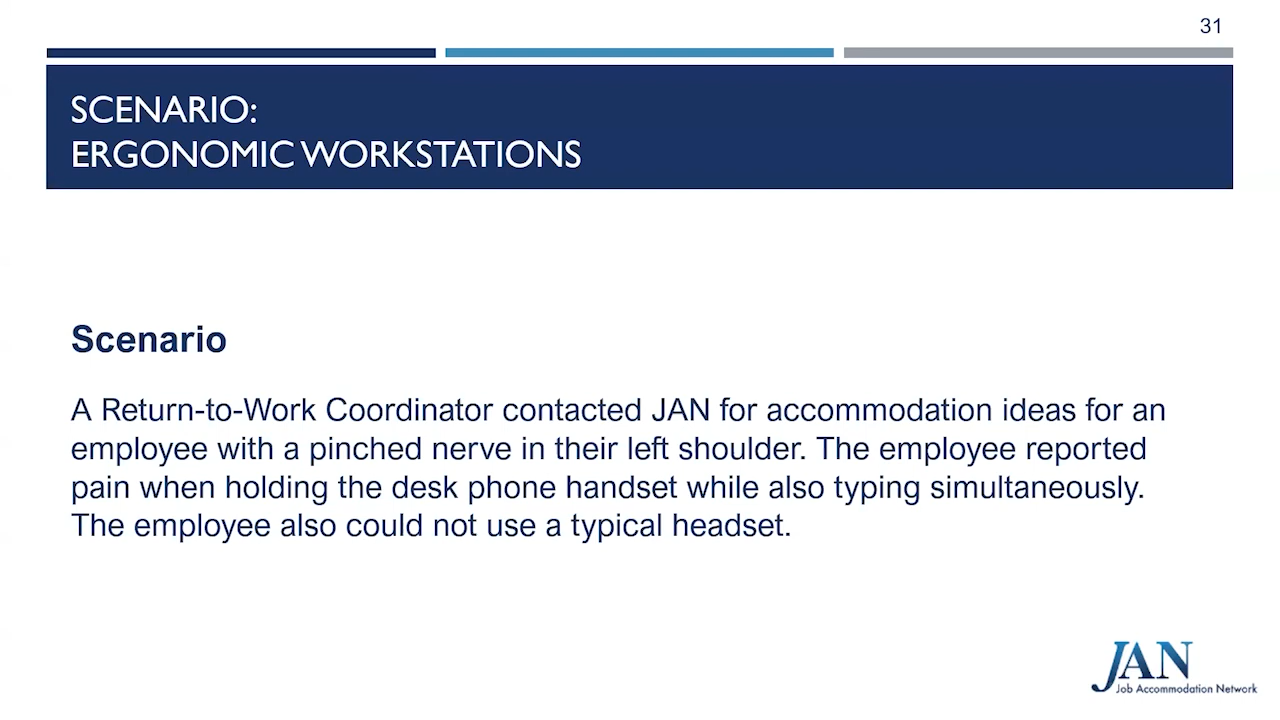 31
SCENARIO:
ERGONOMIC WORKSTATIONS
Scenario
A Return-to-Work Coordinator contacted JAN for accommodation ideas for an
employee with a pinched nerve in their left shoulder. The employee reported
pain when holding the desk phone handset while also typing simultaneously.
The employee also could not use a typical headset.
JAN
Job Accommodation Network